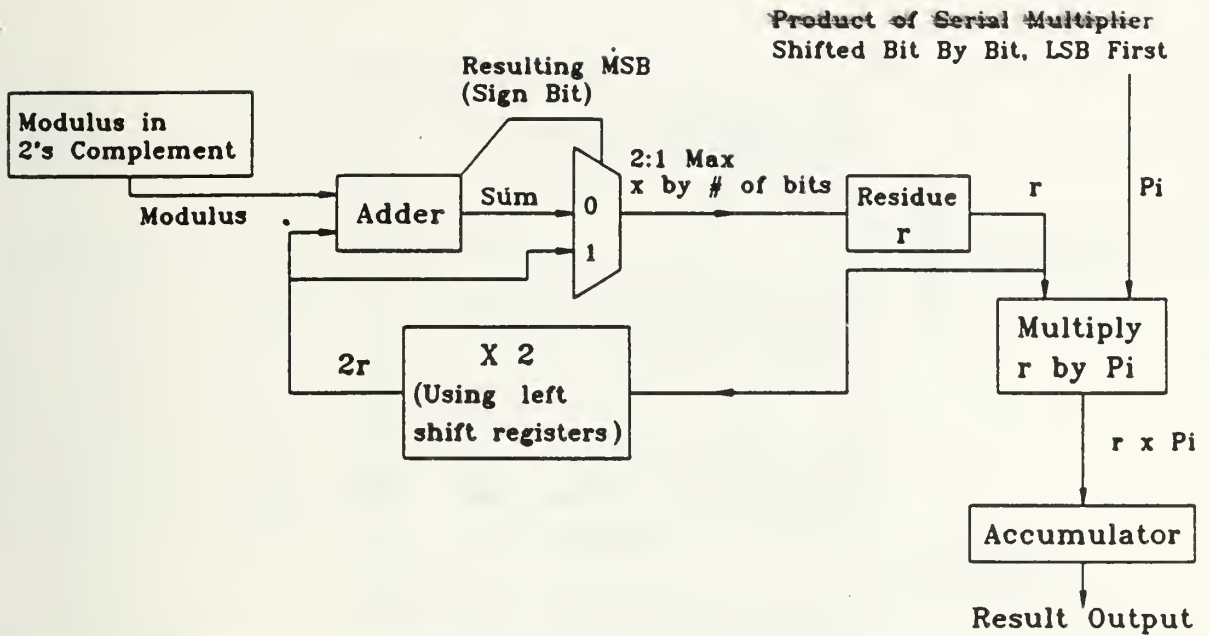 Product of Serial Multiplier
Shifted Bit By Bit, LSB First
Resulting MSB
(Sign Bit)
Modulus in
2's Complement
2:1 Max
x by # of bits
Modulus
Adder
Sum
0
1
Residue
r
r
Pi
2r
X 2
(Using left
shift registers)
Multiply
r by Pi
r x Pi
Accumulator
Result Output